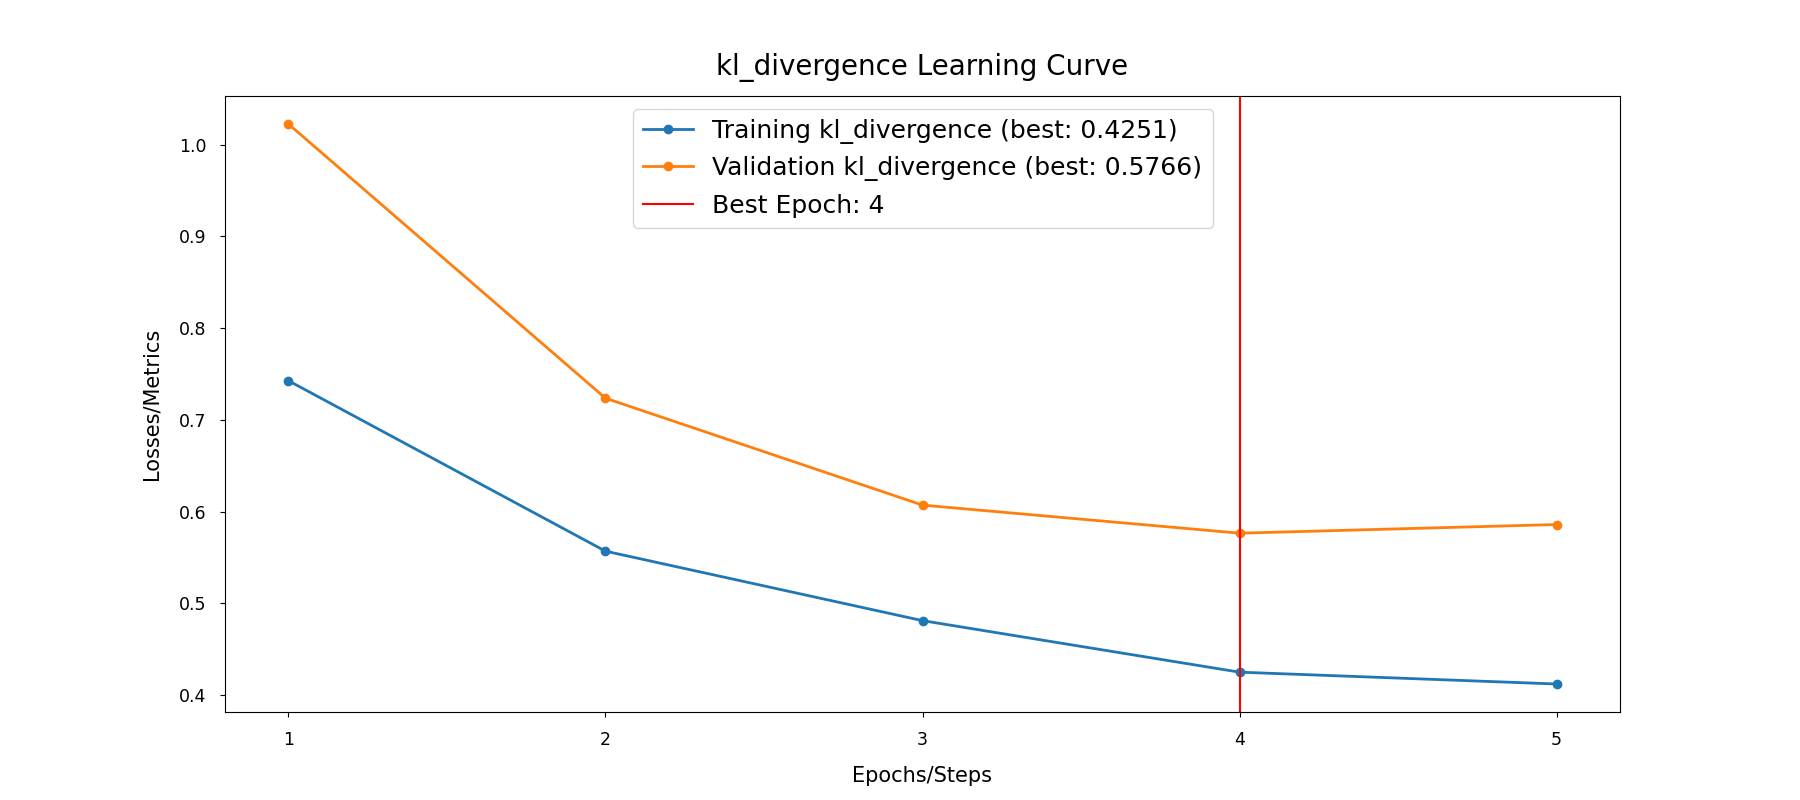 kl_divergence Learning Curve
Training kl_divergence (best: 0.4251)
Validation kl_divergence (best: 0.5766)
Best Epoch: 4
Losses/Metrics
1.0
0.9
0.8
0.7
0.6
0.5
0.4
1 2 3 4 5
Epochs/Steps